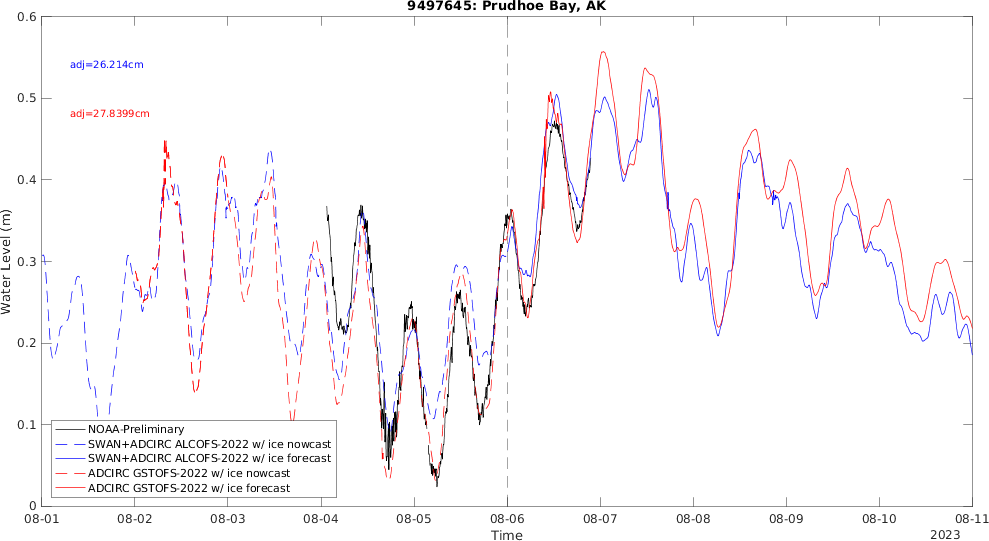 9497645: Prudhoe Bay, AK
0.6
0.5
0.4
0.3
0.2
0.1
0
Water Level (m)
adj=26.214cm
adj=27.8399cm
NOAA-Preliminary
SWAN+ADCIRC ALCOFS-2022 w/ ice nowcast
SWAN+ADCIRC ALCOFS-2022 w/ ice forecast
ADCIRC GSTOFS-2022 w/ ice nowcast
ADCIRC GSTOFS-2022 w/ ice forecast
08-01 08-02 08-03 08-04 08-05 08-06 08-07 08-08 08-09 08-10 08-11
Time
2023